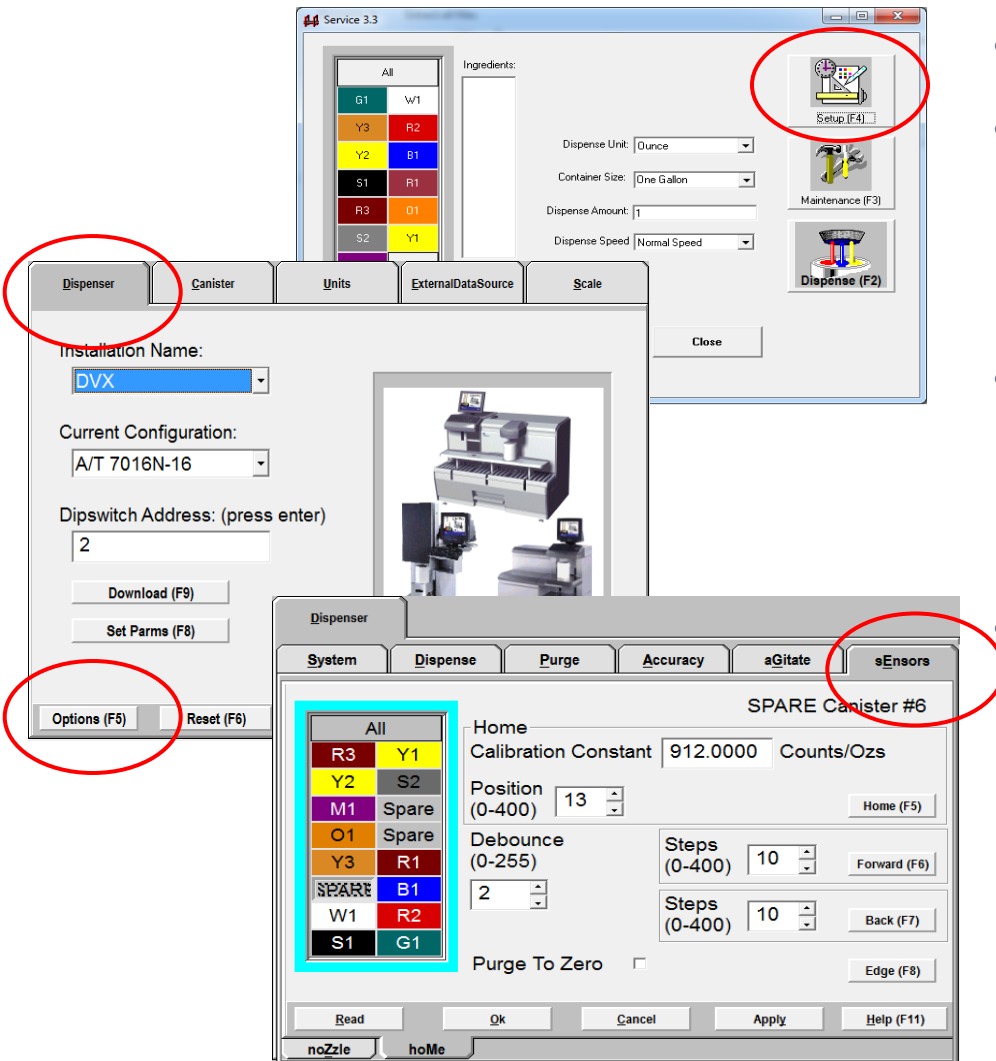 Service 3.3
All
Ingredients:
G1 W1
Y3 R2
Y2 B1
S1 R1
R3 O1
S2 Y1
Dispense Unit: Ounce
Container Size: One Gallon
Dispense Amount: 1
Dispense Speed Normal Speed
Setup (F4)
Maintenance (F3)
Dispense (F2)
Close
Dispenser Canister Units ExternalDataSource Scale
Installation Name:
DVX
Current Configuration:
A/T 7016N-16
Dipswitch Address: (press enter)
2
Download (F9)
Set Parms (F8)
Options (F5) Reset (F6)
Dispenser
System Dispense Purge Accuracy aGitate sEnsors
SPARE Canister #6
All
R3 Y1
Y2 S2
M1 Spare
O1 Spare
Y3 R1
SPARE B1
W1 R2
S1 G1
Home
Calibration Constant 912.0000 Counts/Ozs
Position
(0-400) 13
Home (F5)
Debounce
(0-255)
2
Steps
(0-400) 10 Forward (F6)
Steps
(0-400) 10 Back (F7)
Purge To Zero
Edge (F8)
Read Ok Cancel Apply Help (F11)
noZzle hoMe